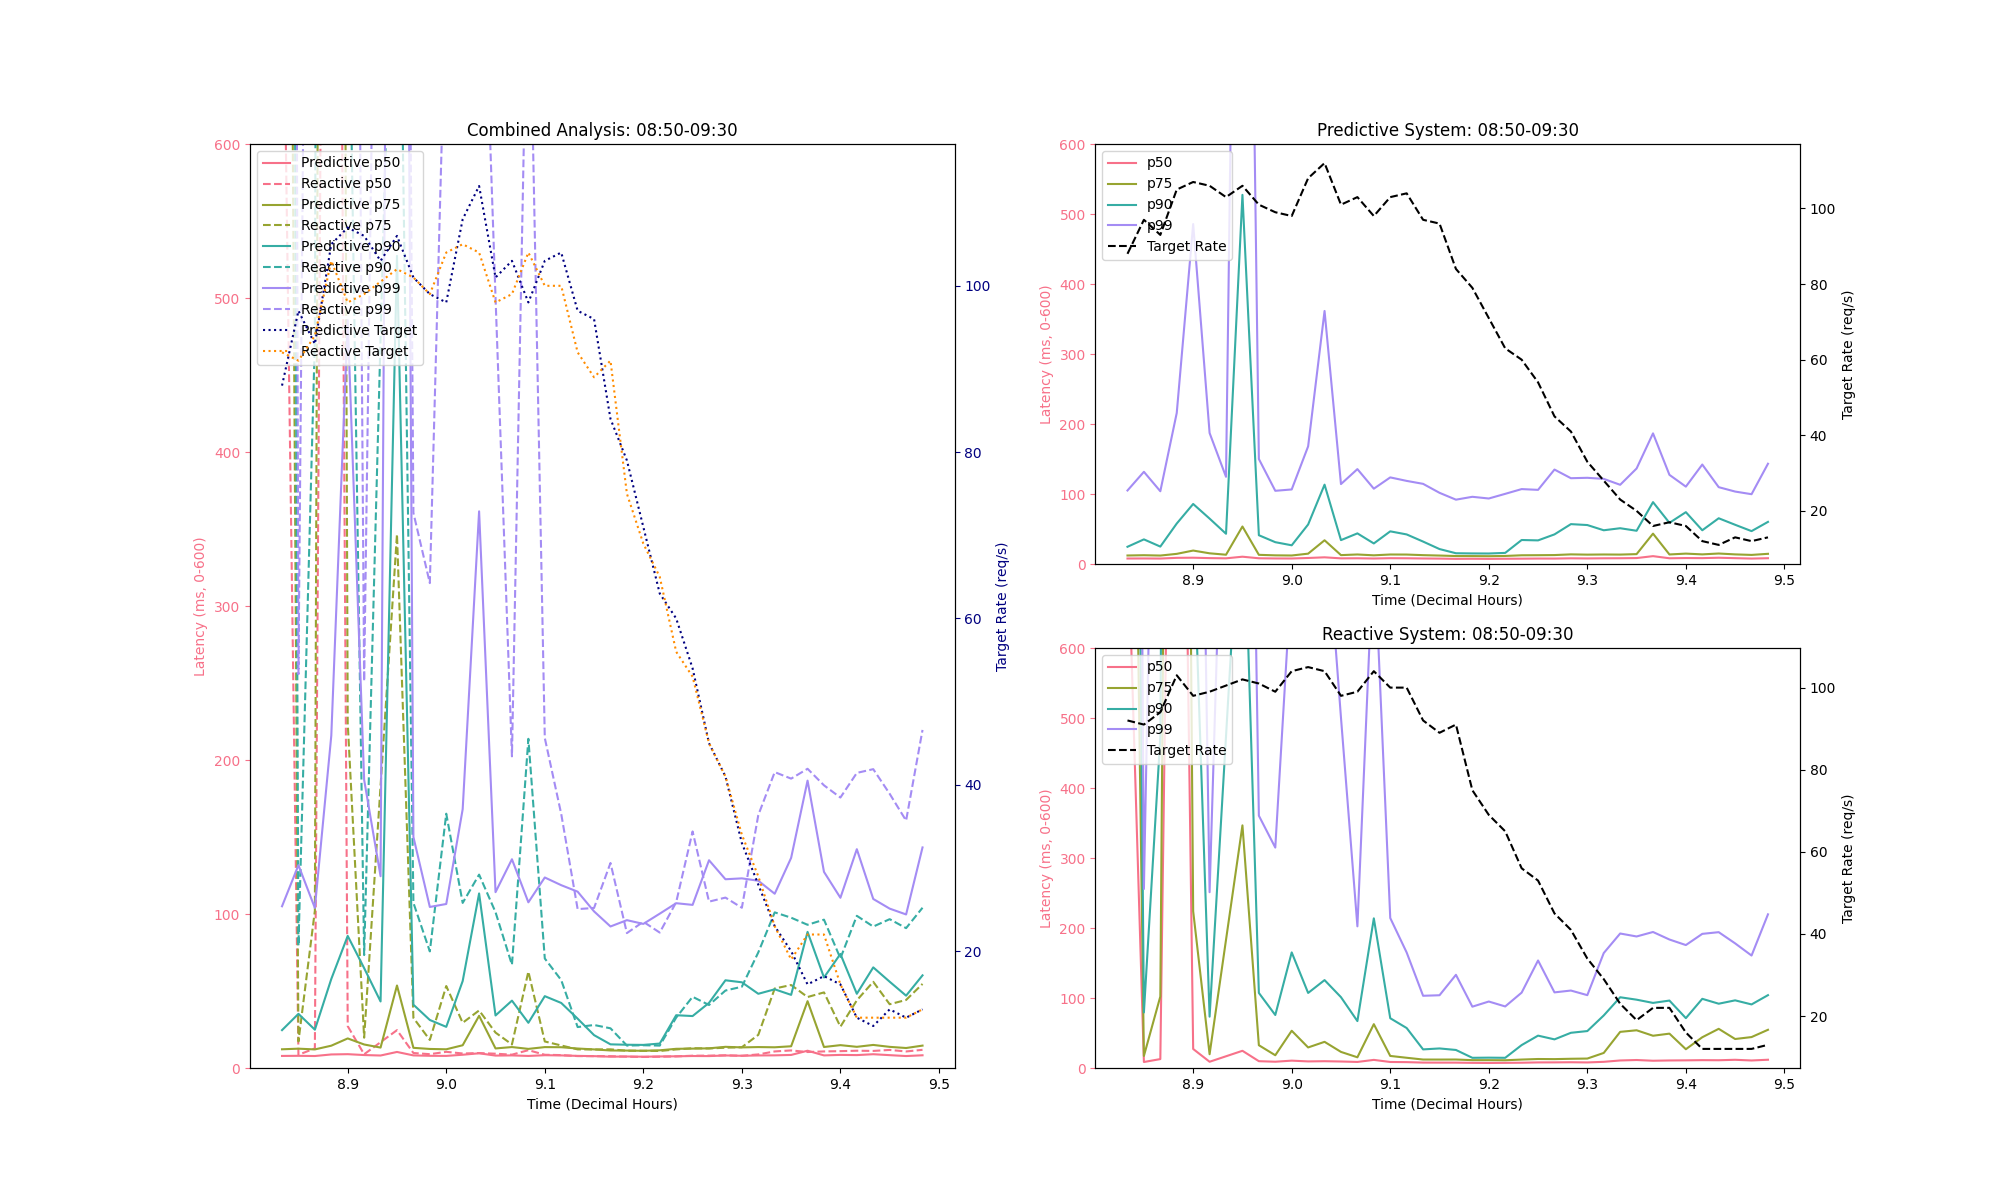 Combined Analysis: 08:50-09:30
600
500
400
300
200
100
0
Latency (ms, 0-600)
Predictive p50
Reactive p50
Predictive p75
Reactive p75
Predictive p90
Reactive p90
Predictive p99
Reactive p99
Predictive Target
Reactive Target
100
80
60
40
20
Target Rate (req/s)
8.9 9.0 9.1 9.2 9.3 9.4 9.5
Time (Decimal Hours)
Predictive System: 08:50-09:30
600
500
400
300
200
100
0
Latency (ms, 0-600)
p50
p75
p90
p99
Target Rate
100
80
60
40
20
Target Rate (req/s)
8.9 9.0 9.1 9.2 9.3 9.4 9.5
Time (Decimal Hours)
Reactive System: 08:50-09:30
600
500
400
300
200
100
0
Latency (ms, 0-600)
p50
p75
p90
p99
Target Rate
100
80
60
40
20
Target Rate (req/s)
8.9 9.0 9.1 9.2 9.3 9.4 9.5
Time (Decimal Hours)